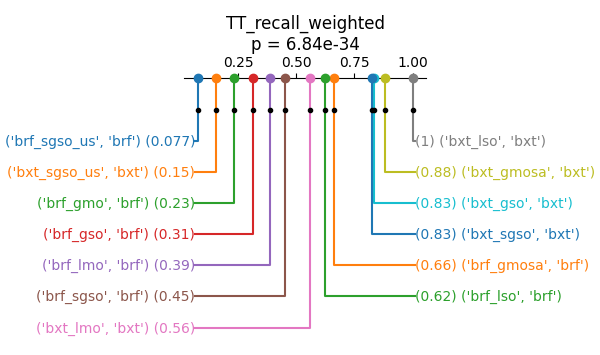 TT_recall_weighted
p = 6.84e-34
0.25 0.50 0.75 1.00
('brf_sgso_us', 'brf') (0.077)
(1) ('bxt_lso', 'bxt')
('bxt_sgso_us', 'bxt') (0.15)
(0.88) ('bxt_gmosa', 'bxt')
('brf_gmo', 'brf') (0.23)
(0.83) ('bxt_gso', 'bxt')
('brf_gso', 'brf') (0.31)
(0.83) ('bxt_sgso', 'bxt')
('brf_lmo', 'brf') (0.39)
(0.66) ('brf_gmosa', 'brf')
('brf_sgso', 'brf') (0.45)
(0.62) ('brf_lso', 'brf')
('bxt_lmo', 'bxt') (0.56)